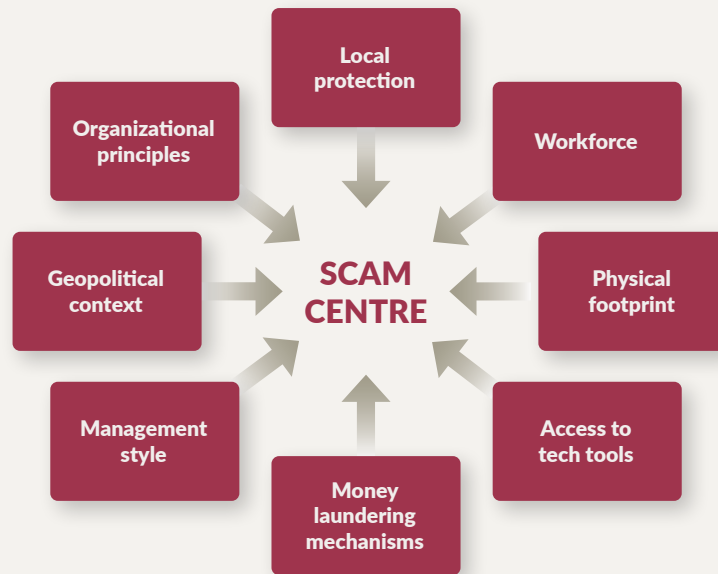 Local
protection
Organizational
principles
Workforce
Geopolitical
context
SCAM
CENTRE
Physical
footprint
Management
style
Access to
tech tools
Money
laundering
mechanisms